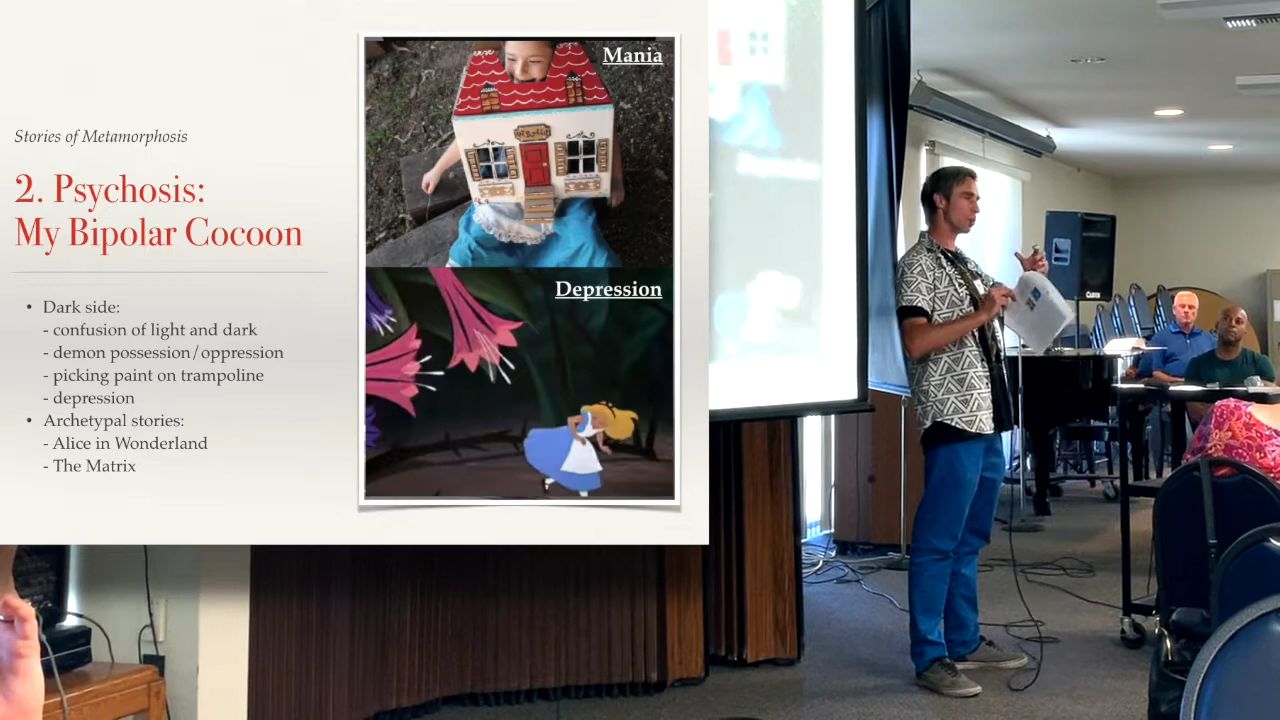 Stories of Metamorphosis
2. Psychosis:
My Bipolar Cocoon
• Dark side:
- confusion of light and dark
- demon possession/oppression
- picking paint on trampoline
- depression
• Archetypal stories:
- Alice in Wonderland
- The Matrix
Mania
Depression